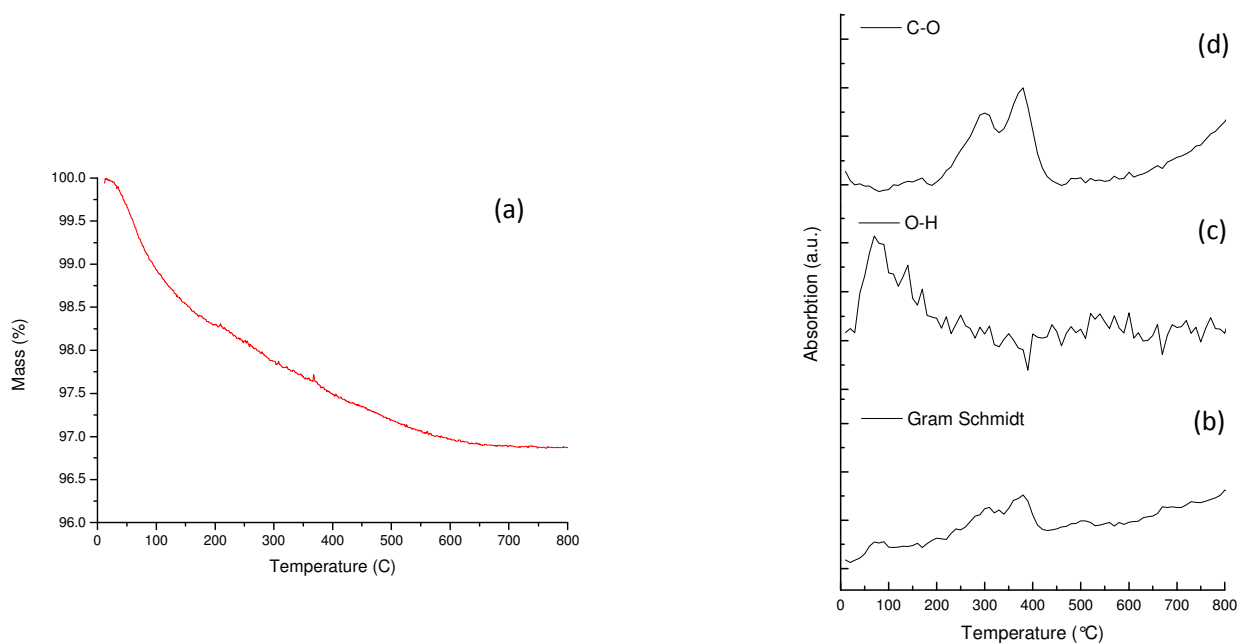 (a)
100.0
99.5
99.0
98.5
98.0
97.5
97.0
96.5
96.0
Mass (%)
0 100 200 300 400 500 600 700 800
Temperature (C)
C-O
(d)
O-H
(c)
Gram Schmidt
(b)
Absorbtion (a.u.)
0 100 200 300 400 500 600 700 800
Temperature (°C)